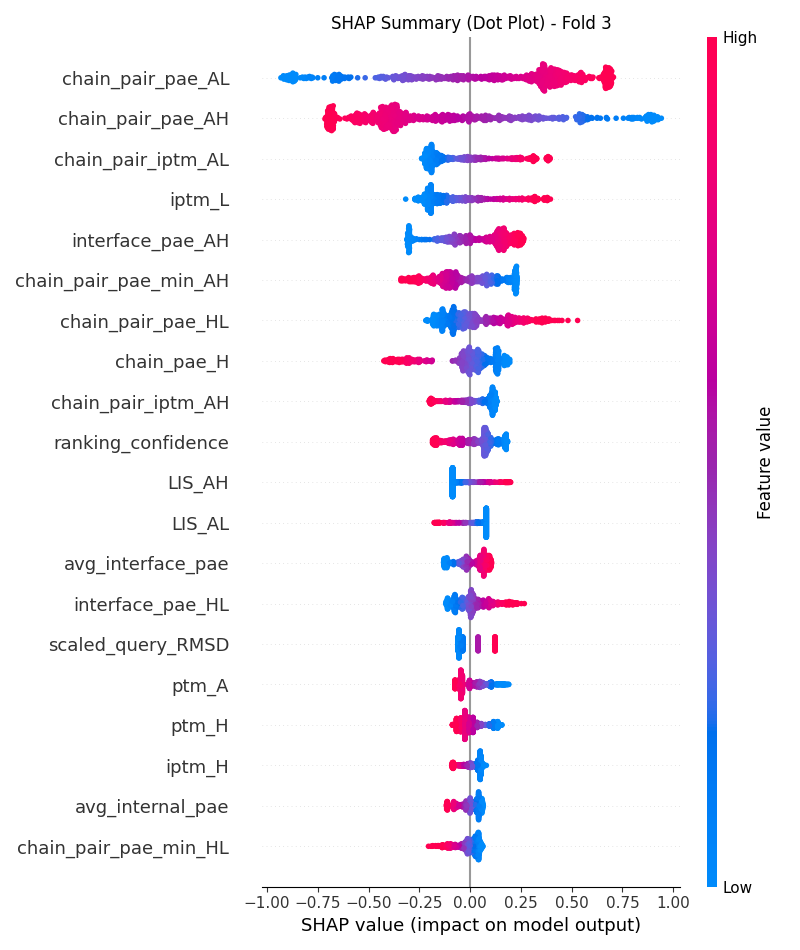 SHAP Summary (Dot Plot) - Fold 3
High
chain_pair_pae_AL
chain_pair_pae_AH
chain_pair_iptm_AL
iptm_L
interface_pae_AH
chain_pair_pae_min_AH
chain_pair_pae_HL
chain_pae_H
chain_pair_iptm_AH
ranking_confidence
LIS_AH
LIS_AL
avg_interface_pae
interface_pae_HL
scaled_query_RMSD
ptm_A
ptm_H
iptm_H
avg_internal_pae
chain_pair_pae_min_HL
Feature value
Low
−1.00 −0.75 −0.50 −0.25 0.00 0.25 0.50 0.75 1.00
SHAP value (impact on model output)